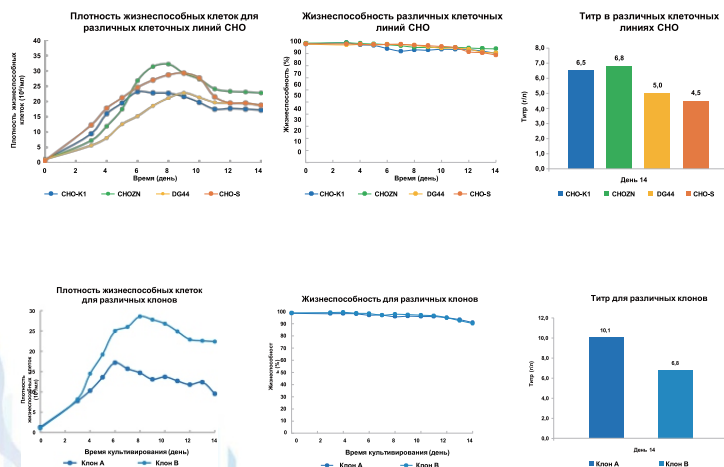 Плотность жизнеспособных клеток для
различных клеточных линий CHO
Плотность жизнеспособных
клеток (10⁶/мл)
40
35
30
25
20
15
10
5
0
0 2 4 6 8 10 12 14
Время (день)
CHO-K1 CHOZN DG44 CHO-S
Жизнеспособность различных клеточных
линий CHO
Жизнеспособность (%)
100
90
80
70
60
50
40
30
20
10
0
0 2 4 6 8 10 12 14
Время (день)
CHO-K1 CHOZN DG44 CHO-S
Титр в различных клеточных
линиях CHO
Титр (г/л)
8,0
7,0
6,0
5,0
4,0
3,0
2,0
1,0
0,0
6,5 6,8 5,0 4,5
День 14
CHO-K1 CHOZN DG44 CHO-S
Плотность жизнеспособных клеток
для различных клонов
Плотность
жизнеспособных клеток
(10⁶/мл)
30
25
20
15
10
5
0
0 2 4 6 8 10 12 14
Время культивирования (день)
Клон A Клон B
Жизнеспособность для различных клонов
Жизнеспособност
ь (%)
100
90
80
70
60
50
40
30
20
10
0
0 2 4 6 8 10 12 14
Время культивирования (день)
Клон A Клон B
Титр для различных клонов
Титр (г/л)
12,0
10,0
8,0
6,0
4,0
2,0
0,0
10,1 6,8
День 14
Клон A Клон B